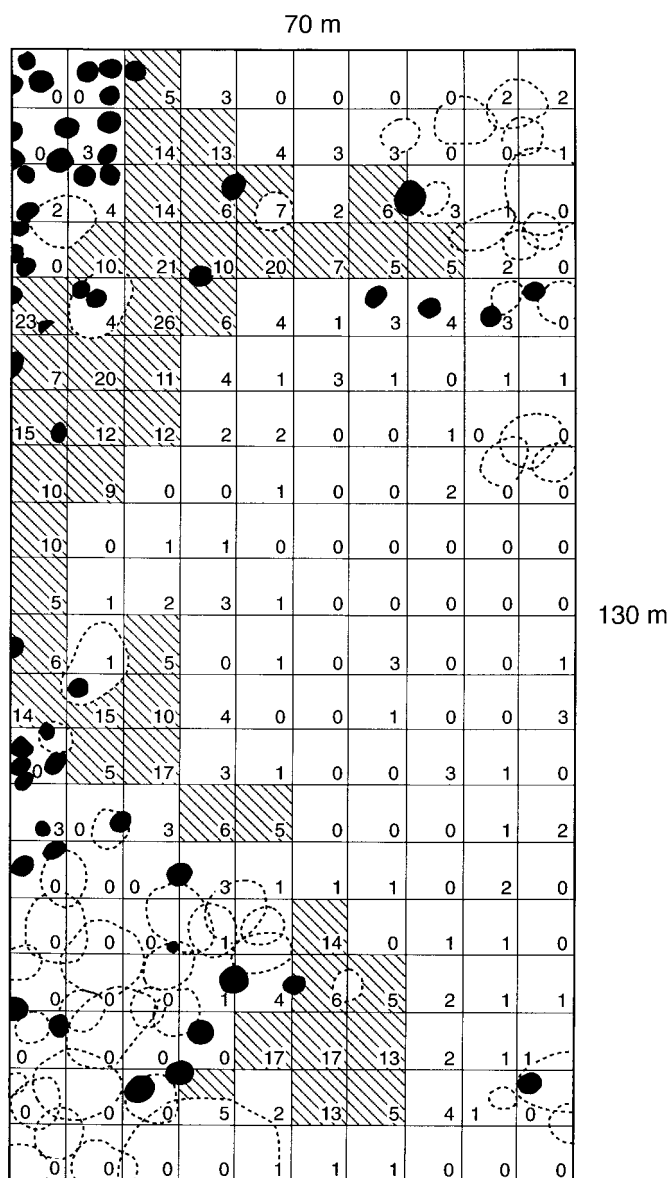 70 m
0 0 5 3 0 0 0 0 2 2
0 3 14 13 4 3 3 0 0 1
2 4 14 6 7 2 6 3 1 0
0 10 21 10 20 7 5 5 2 0
23 4 26 6 4 1 3 4 3 0
7 20 11 4 1 3 1 0 1 1
15 12 12 2 2 0 0 1 0 0
10 9 0 0 1 0 0 2 0 0
10 0 1 1 0 0 0 0 0 0
5 1 2 3 1 0 0 0 0 0
130 m
6 1 5 0 1 0 3 0 0 1
14 15 10 4 0 0 1 0 0 3
0 5 17 3 1 0 0 3 1 0
3 0 3 6 5 0 0 0 1 2
0 0 0 3 1 1 1 0 2 0
0 0 0 1 14 0 1 1 0
0 0 0 1 4 6 5 2 1 1
0 0 0 0 17 17 13 2 1 1
0 0 0 5 2 13 5 4 1 0
0 0 0 0 1 1 1 0 0 0